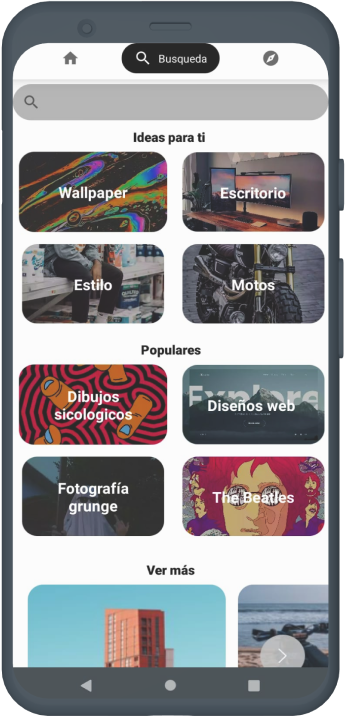 Busqueda
Ideas para ti
Wallpaper
Escritorio
Estilo
Motos
Populares
Dibujos
sicologicos
Diseños web
Explore
Fotografía
grunge
The Beatles
Ver más